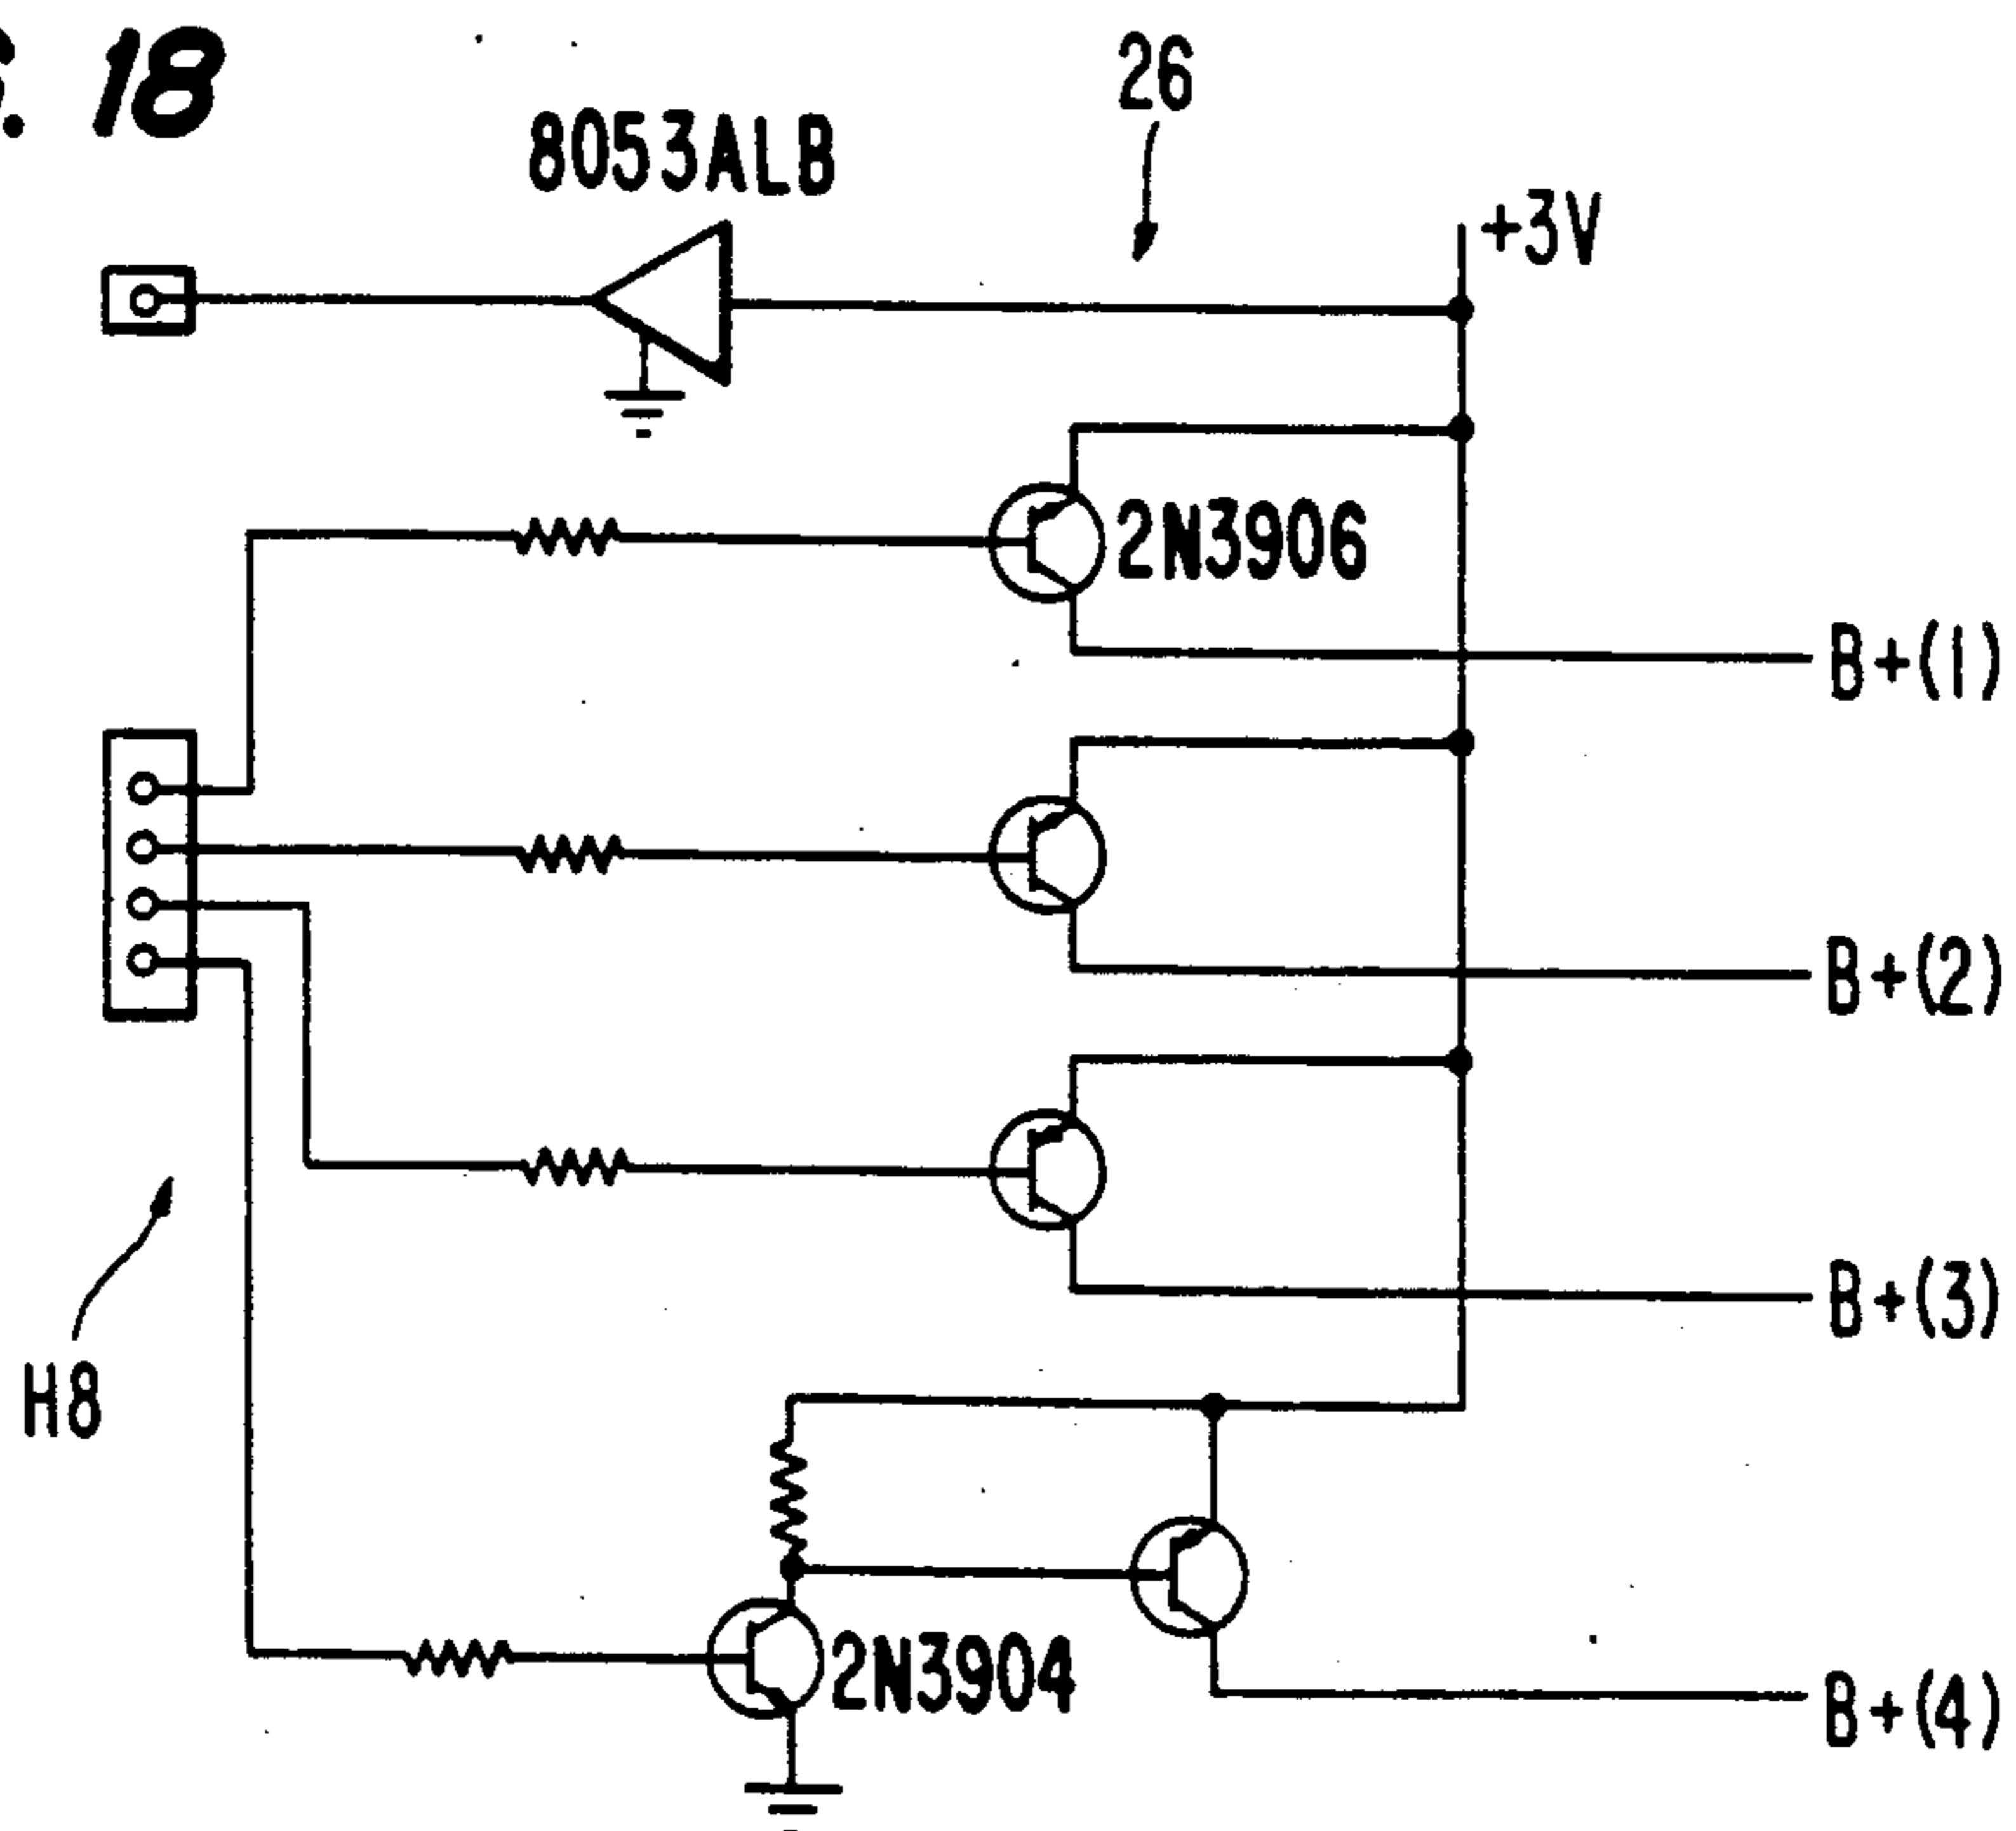 18
26
8053ALB
+3V
2N3906
B+(1)
B+(2)
B+(3)
H8
2N3904
B+(4)